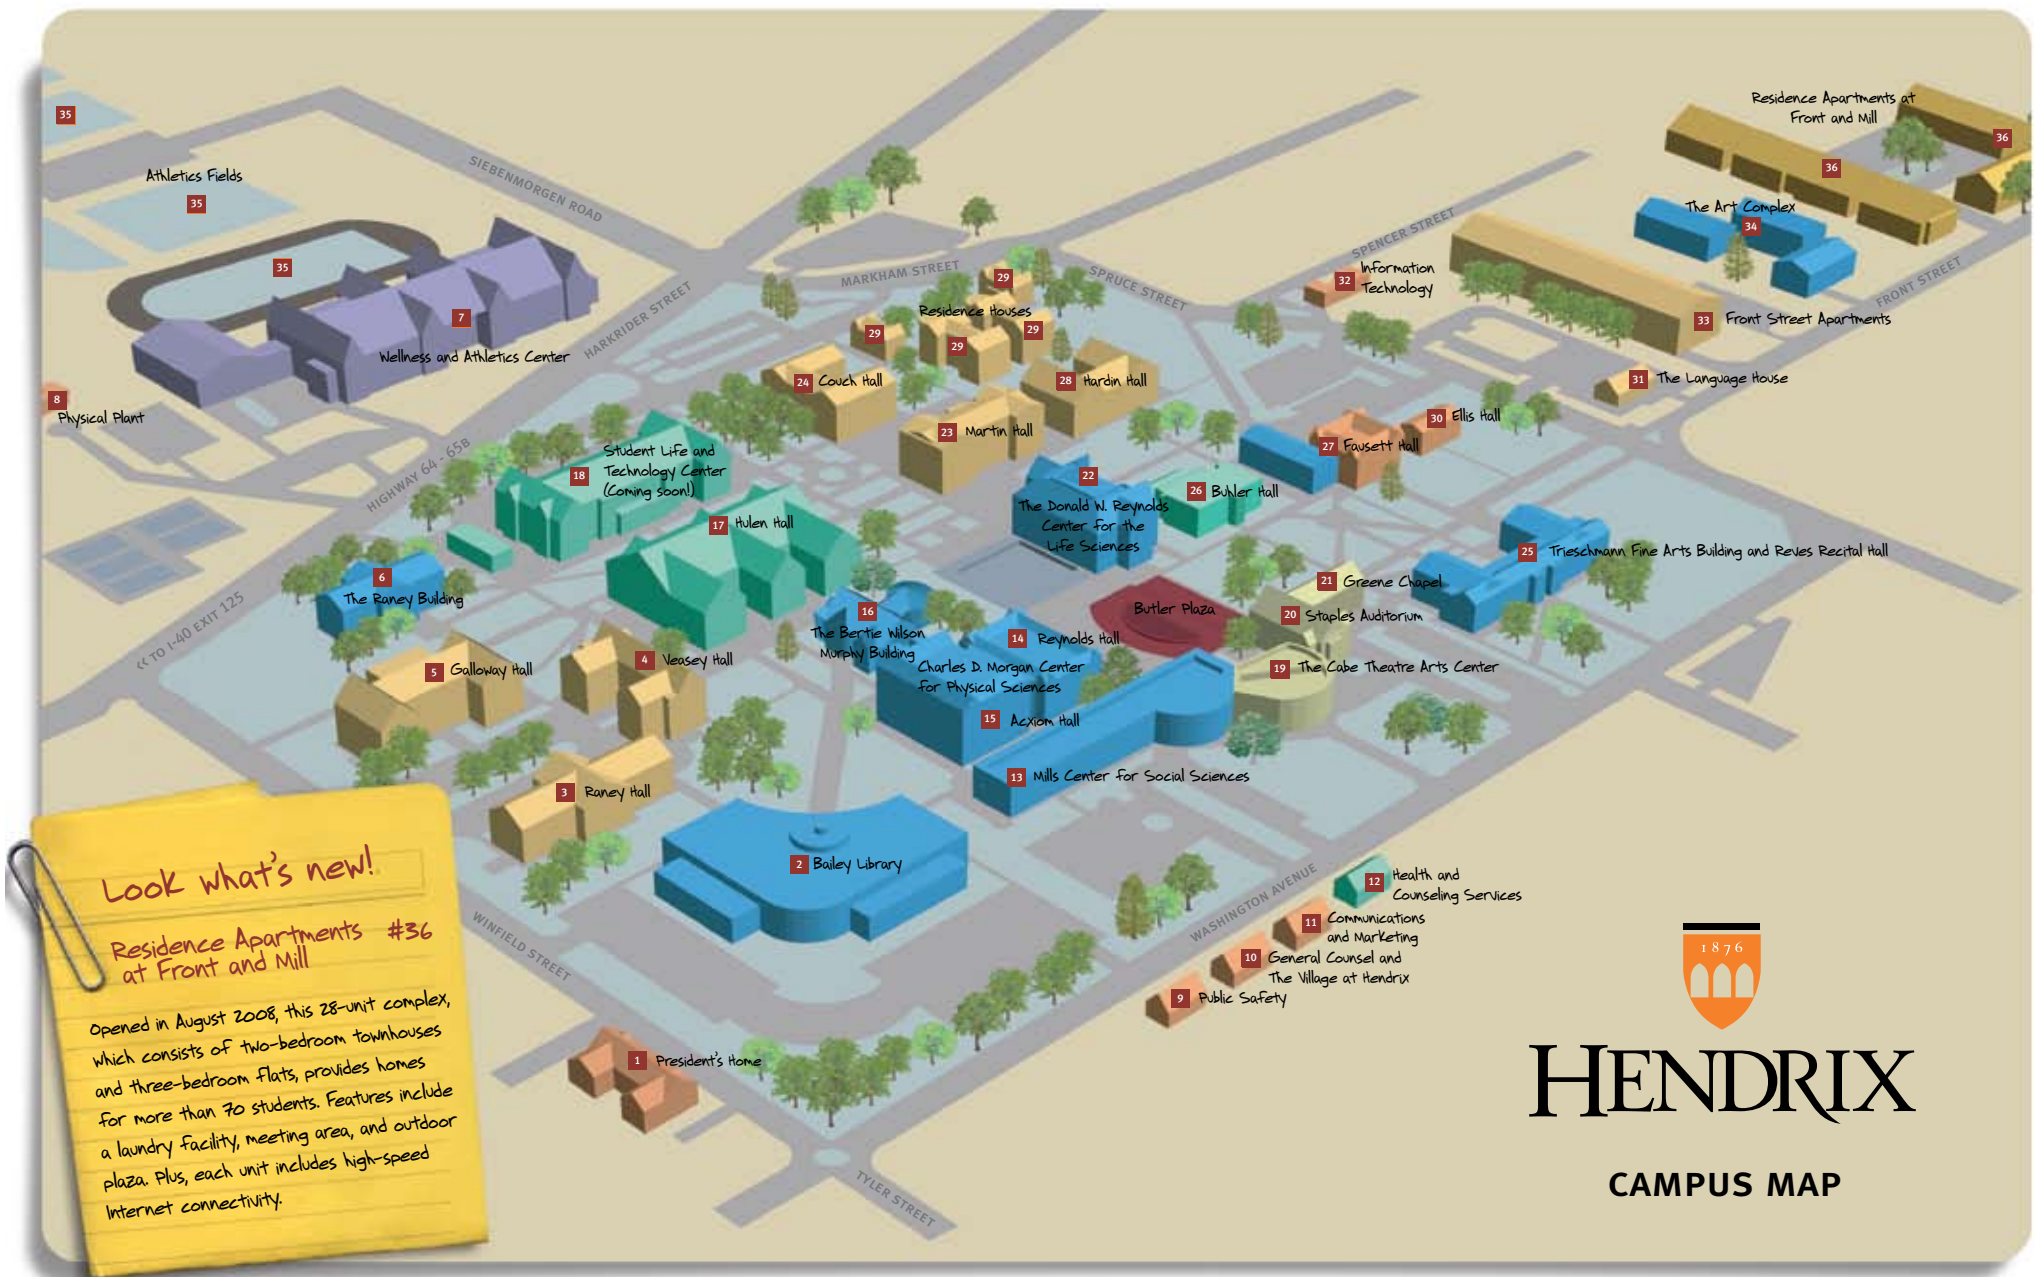 35
Athletics Fields
35
35
SIEBENMORGEN ROAD
MARKHAM STREET
SPRUCE STREET
SPENCER STREET
HARKRIDER STREET
FRONT STREET
HIGHWAY 64 - 65B
<< TO I-40 EXIT 125
Residence Apartments at
Front and Mill
36
36
The Art Complex
34
32 Information
Technology
33 Front Street Apartments
31 The Language House
30 Ellis Hall
27 Fausett Hall
7
Wellness and Athletics Center
8
Physical Plant
29
Residence Houses
29
29
29
24 Couch Hall
28 Hardin Hall
23 Martin Hall
18
Student Life and
Technology Center
(Coming soon!)
17 Hulen Hall
22
The Donald W. Reynolds
Center for the
Life Sciences
26 Buhler Hall
25 Trieschmann Fine Arts Building and Reves Recital Hall
6
The Raney Building
21 Greene Chapel
Butler Plaza
20 Staples Auditorium
16
The Bertie Wilson
Murphy Building
14 Reynolds Hall
Charles D. Morgan Center
for Physical Sciences
19 The Cabe Theatre Arts Center
5 Galloway Hall
4 Veasey Hall
15 Acxiom Hall
13 Mills Center for Social Sciences
3 Raney Hall
2 Bailey Library
WINFIELD STREET
WASHINGTON AVENUE
12 Health and
Counseling Services
11 Communications
and Marketing
10 General Counsel and
The Village at Hendrix
9 Public Safety
1 President's Home
TYLER STREET
Look what's new!
Residence Apartments #36
at Front and Mill
Opened in August 2008, this 28-unit complex,
which consists of two-bedroom townhouses
and three-bedroom flats, provides homes
for more than 70 students. Features include
a laundry facility, meeting area, and outdoor
plaza. Plus, each unit includes high-speed
Internet connectivity.
1876
HENDRIX
CAMPUS MAP